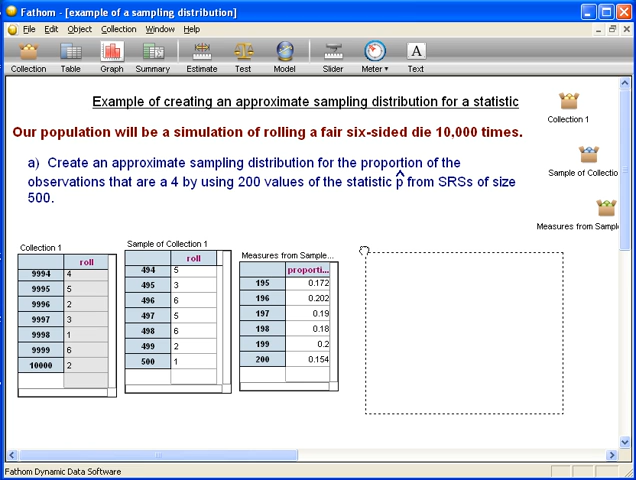 Fathom - [example of a sampling distribution]
File Edit Object Collection Window Help
Collection Table Graph Summary Estimate Test Model Slider Meter Text
Example of creating an approximate sampling distribution for a statistic
Collection 1
Our population will be a simulation of rolling a fair six-sided die 10,000 times.
a) Create an approximate sampling distribution for the proportion of the
Sample of Collectio
observations that are a 4 by using 200 values of the statistic p̂ from SRSs of size
500.
Measures from Sampl
Collection 1
roll
9994 4
9995 5
9996 2
9997 3
9998 1
9999 6
10000 2
Sample of Collection 1
roll
494 5
495 3
496 6
497 5
498 6
499 2
500 1
Measures from Sample...
proporti...
195 0.172
196 0.202
197 0.19
198 0.18
199 0.2
200 0.154
Fathom Dynamic Data Software